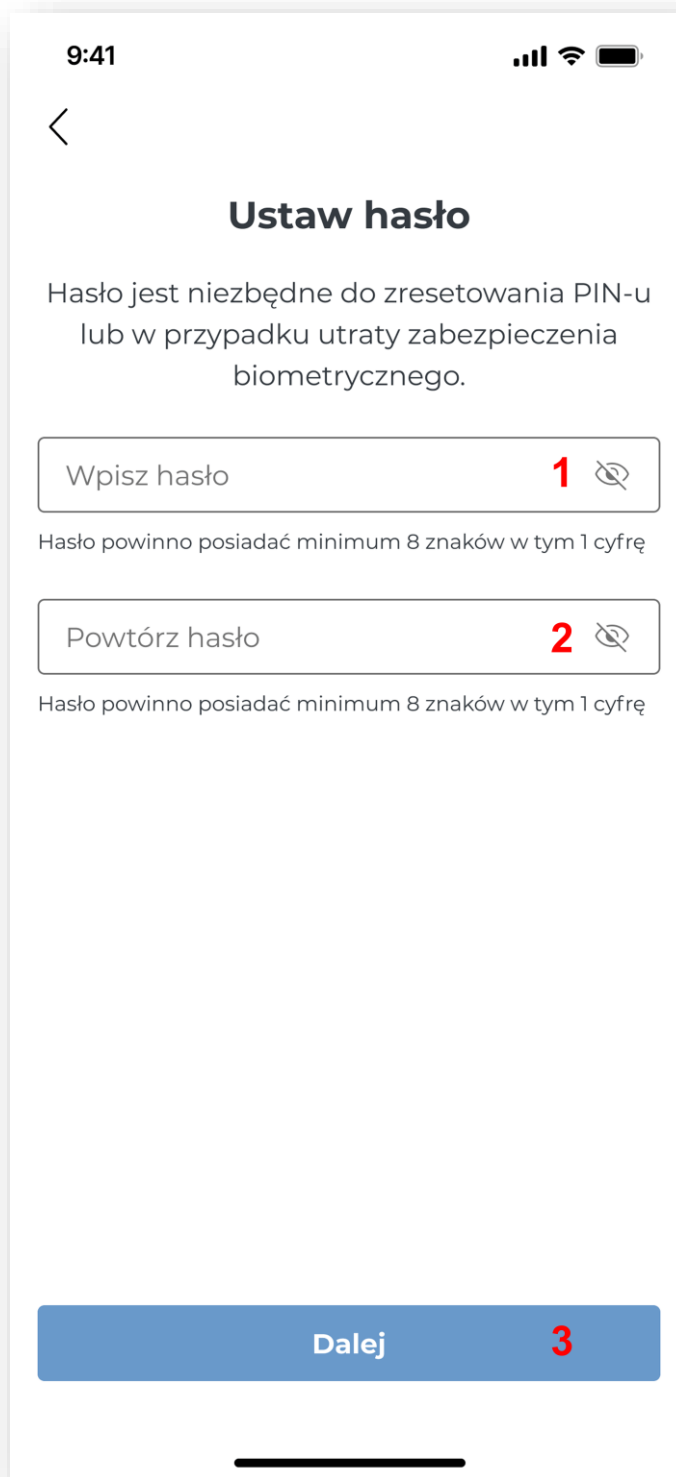 9:41
Ustaw hasło
Hasło jest niezbędne do zresetowania PIN-u
lub w przypadku utraty zabezpieczenia
biometrycznego.
Wpisz hasło 1
Hasło powinno posiadać minimum 8 znaków w tym 1 cyfrę
Powtórz hasło 2
Hasło powinno posiadać minimum 8 znaków w tym 1 cyfrę
Dalej 3